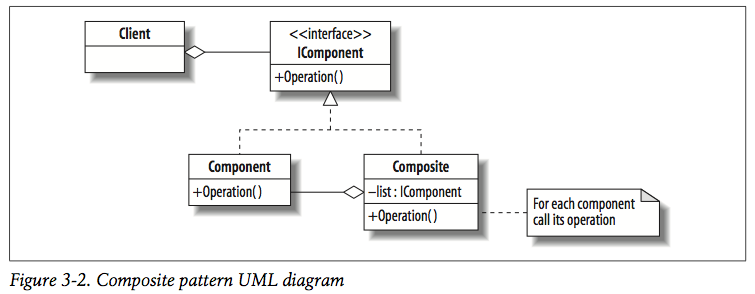 Client
<<interface>>
IComponent
+Operation()
Component
+Operation()
Composite
–list : IComponent
+Operation()
For each component
call its operation
Figure 3-2. Composite pattern UML diagram